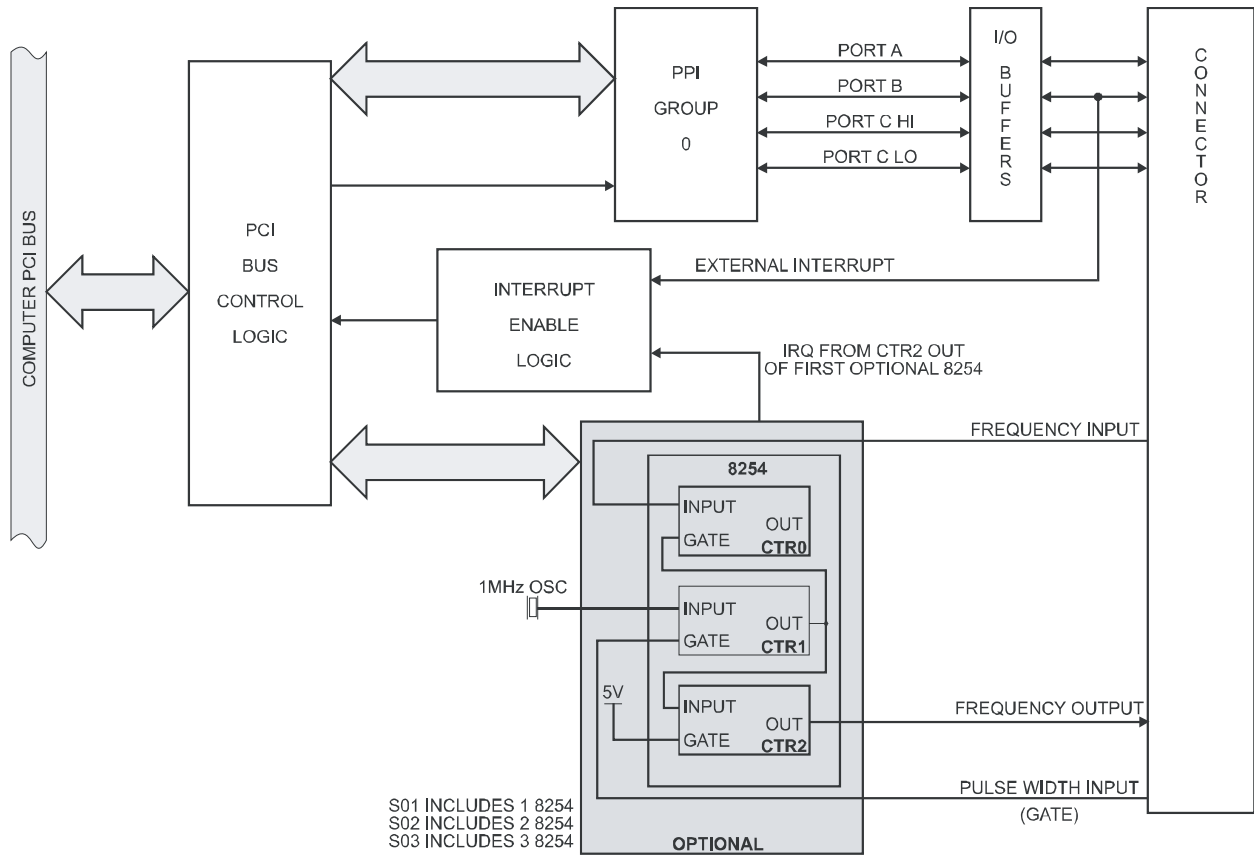 COMPUTER PCI BUS
PCI
BUS
CONTROL
LOGIC
PPI
GROUP
0
PORT A
PORT B
PORT C HI
PORT C LO
I/O
BUFFERS
CONNECTOR
INTERRUPT
ENABLE
LOGIC
EXTERNAL INTERRUPT
IRQ FROM CTR2 OUT
OF FIRST OPTIONAL 8254
FREQUENCY INPUT
8254
INPUT
OUT
GATE
CTR0
1MHz OSC
INPUT
OUT
GATE
CTR1
5V
INPUT
OUT
GATE
CTR2
FREQUENCY OUTPUT
PULSE WIDTH INPUT
(GATE)
S01 INCLUDES 1 8254
S02 INCLUDES 2 8254
S03 INCLUDES 3 8254
OPTIONAL